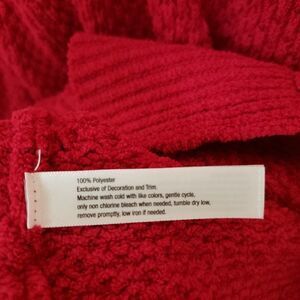 100% Polyester
Exclusive of Decoration and Trim.
Machine wash cold with like colors, gentle cycle,
only non chlorine bleach when needed, tumble dry low,
remove promptly, low iron if needed.